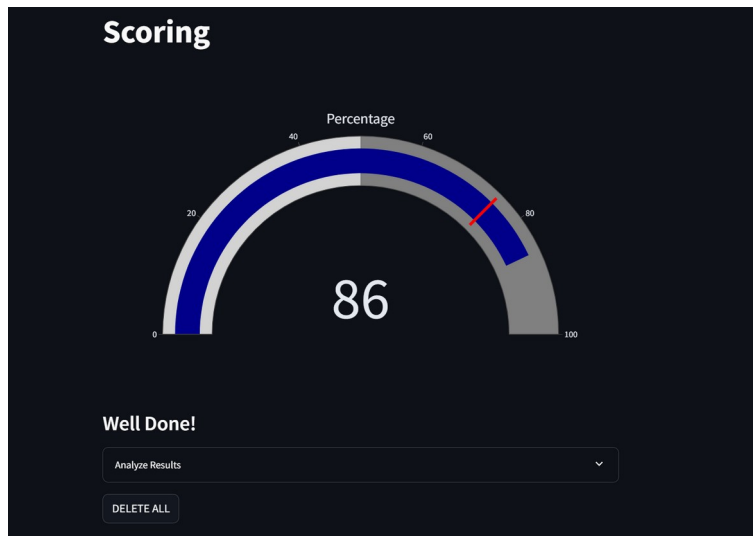 Scoring
Percentage
40
60
20
80
86
0
100
Well Done!
Analyze Results
DELETE ALL